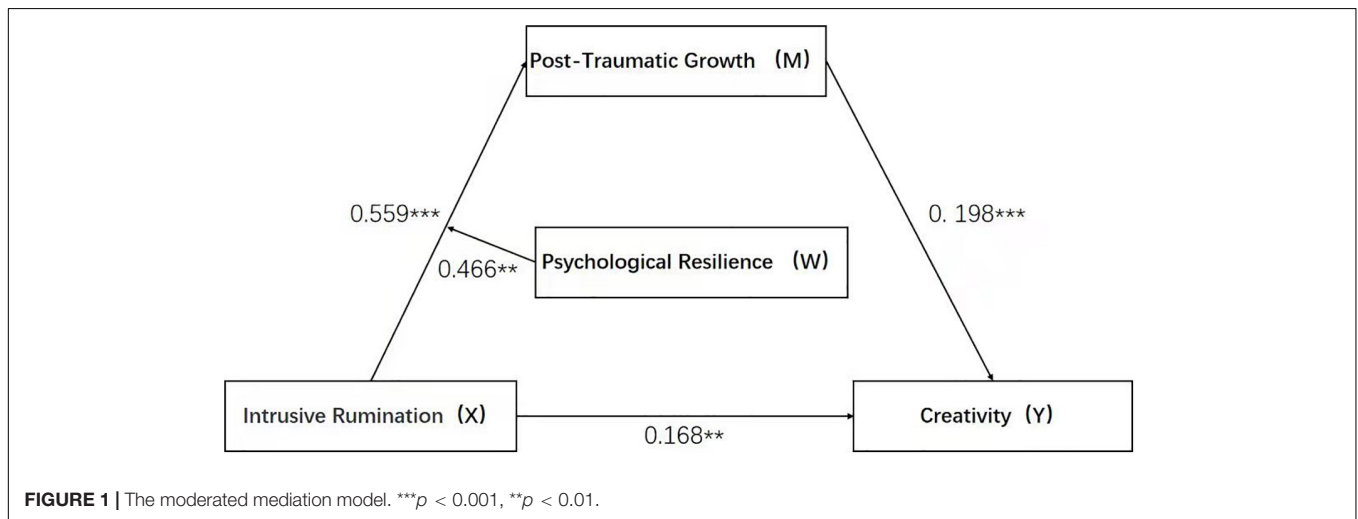 Post-Traumatic Growth （M）
0.559***
0. 198***
Psychological Resilience （W）
0.466**
Intrusive Rumination（X）
Creativity（Y）
0.168**
FIGURE 1 | The moderated mediation model. ***p < 0.001, **p < 0.01.